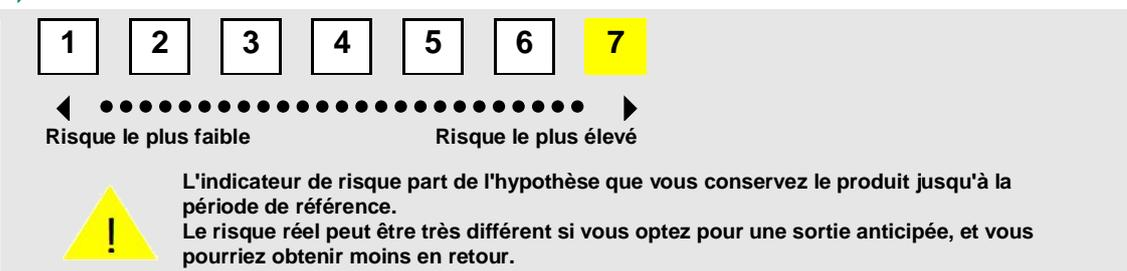 1 2 3 4 5 6 7
Risque le plus faible Risque le plus élevé
L'indicateur de risque part de l'hypothèse que vous conservez le produit jusqu'à la
période de référence.
Le risque réel peut être très différent si vous optez pour une sortie anticipée, et vous
pourriez obtenir moins en retour.
!